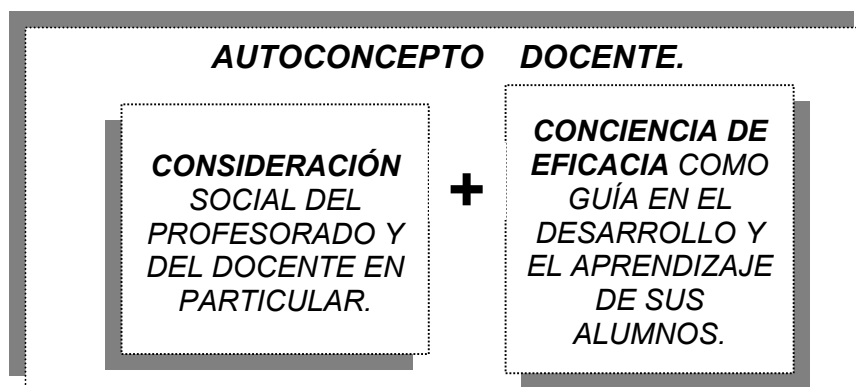 AUTOCONCEPTO DOCENTE.
CONSIDERACIÓN
SOCIAL DEL
PROFESORADO Y
DEL DOCENTE EN
PARTICULAR.
+
CONCIENCIA DE
EFICACIA COMO
GUÍA EN EL
DESARROLLO Y
EL APRENDIZAJE
DE SUS
ALUMNOS.